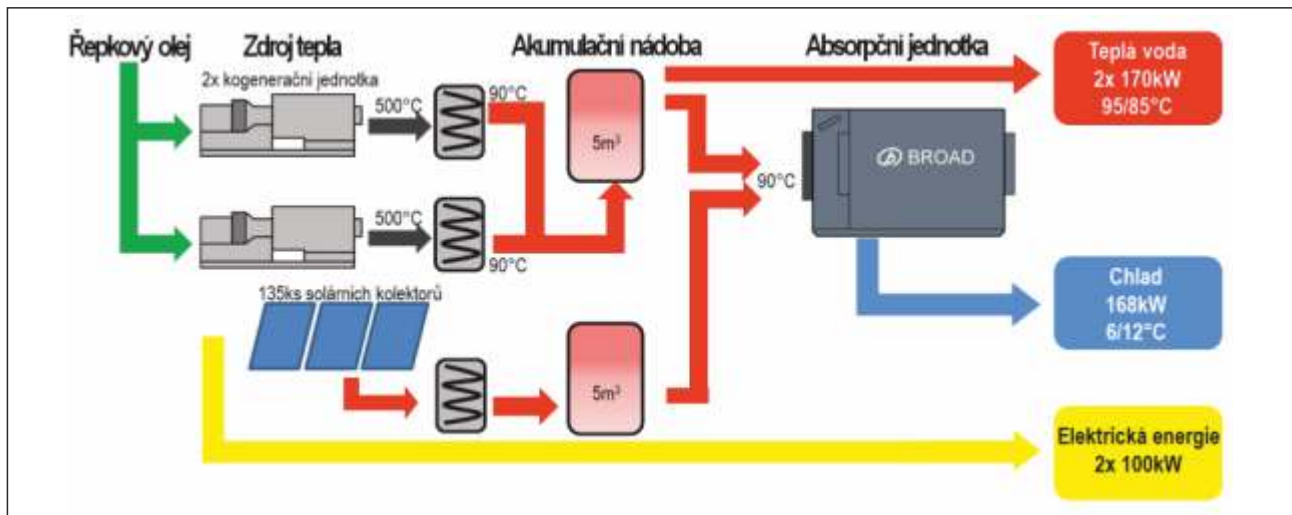 Řepkový olej
Zdroj tepla
Akumulační nádoba
Absorpční jednotka
2x kogenerační jednotka
500°C
90°C
5m³
BROAD
90°C
Teplá voda
2x 170kW
95/85°C
500°C
90°C
135ks solárních kolektorů
5m³
Chlad
168kW
6/12°C
Elektrická energie
2x 100kW